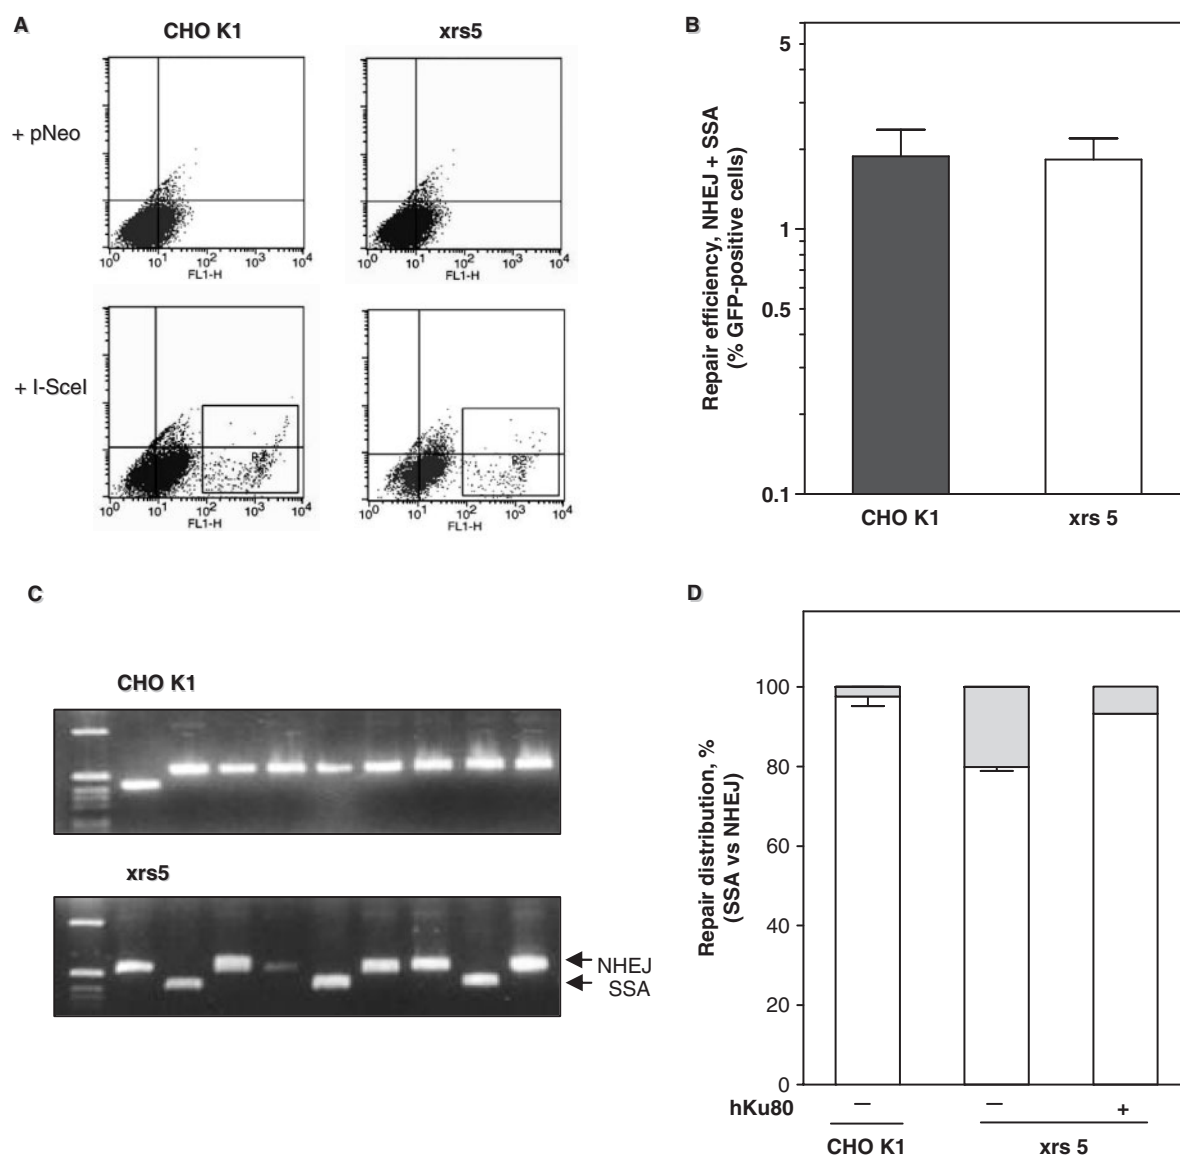 A
CHO K1
xrs5
+ pNeo
10^0 10^1 10^2 10^3 10^4
FL1-H
10^0 10^1 10^2 10^3 10^4
FL1-H
+ I-SceI
R2
10^0 10^1 10^2 10^3 10^4
FL1-H
R2
10^0 10^1 10^2 10^3 10^4
FL1-H
B
Repair efficiency, NHEJ + SSA
(% GFP-positive cells)
5
1
0.5
0.1
CHO K1
xrs 5
C
CHO K1
xrs5
NHEJ
SSA
D
Repair distribution, %
(SSA vs NHEJ)
100
80
60
40
20
0
hKu80
–
–
+
CHO K1
xrs 5